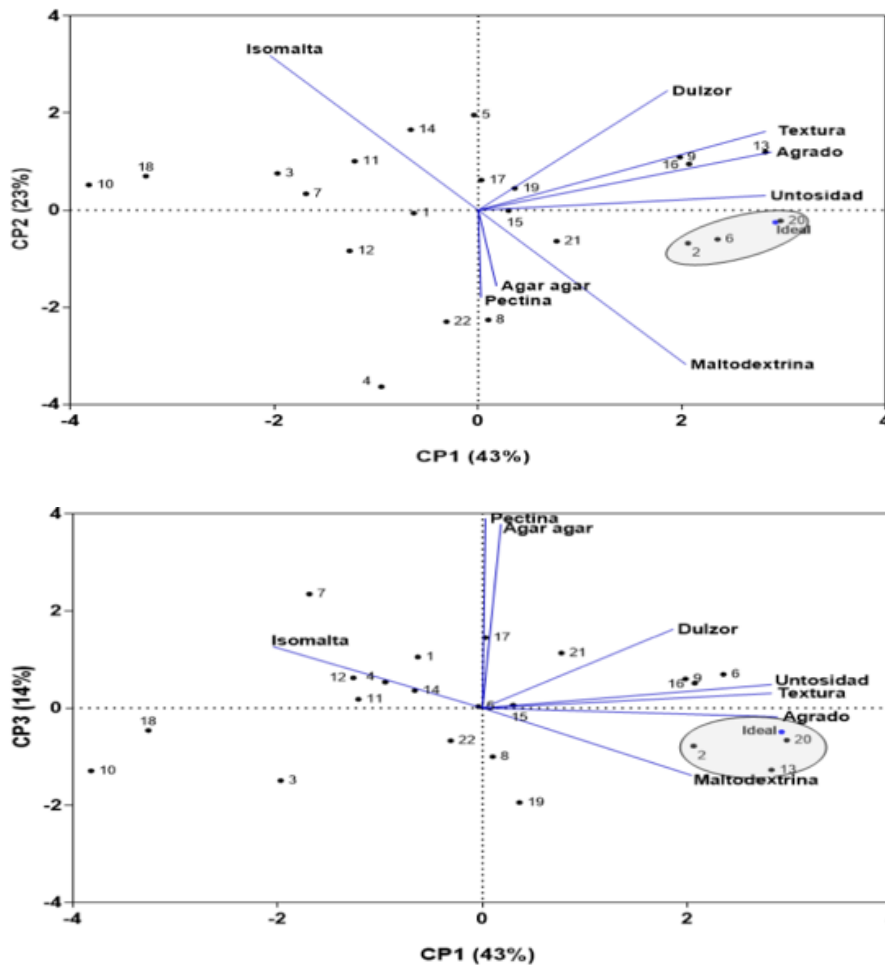 4
Isomalta
Dulzor
5
14
2
Textura
13
9
16
Agrado
11
18
3
17
19
10
7
Untosidad
CP2 (23%)
0
1
15
20
Ideal
21
6
2
12
Agar agar
Pectina
-2
22
8
Maltodextrina
4
-4
-4
-2
0
2
4
CP1 (43%)
4
Pectina
Agar agar
7
2
Dulzor
17
Isomalta
1
21
12
4
9
6
16
Untosidad
14
Textura
11
CP3 (14%)
0
6
15
Agrado
18
Ideal
22
20
2
8
10
13
3
Maltodextrina
-2
19
-4
-4
-2
0
2
CP1 (43%)